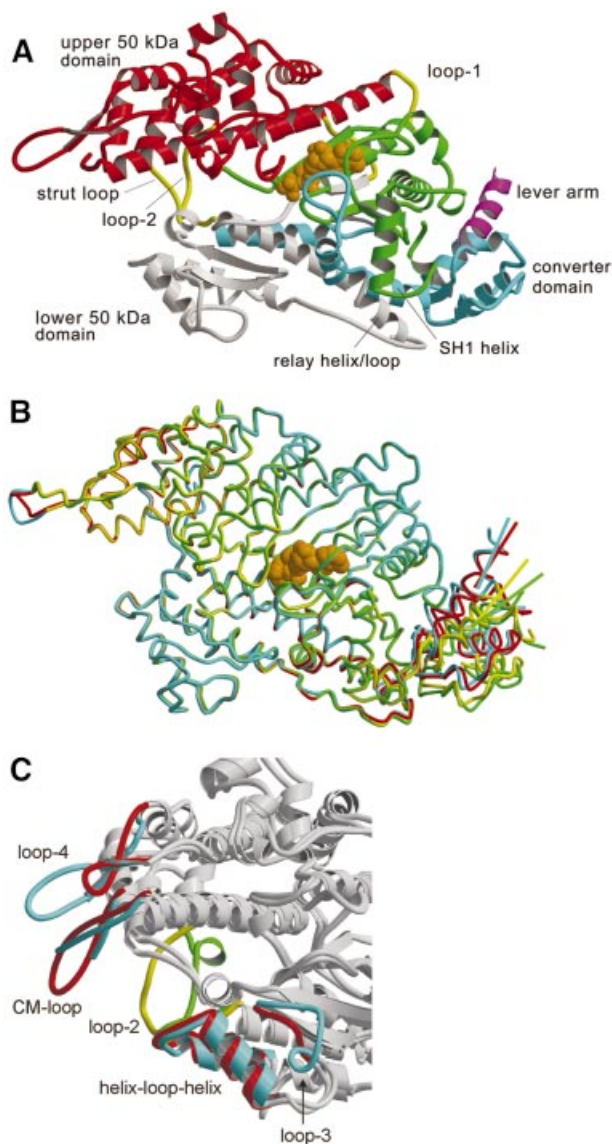 A
upper 50 kDa
domain
loop-1
strut loop
loop-2
lever arm
converter
domain
lower 50 kDa
domain
SH1 helix
relay helix/loop
B
C
loop-4
CM-loop
loop-2
helix-loop-helix
loop-3